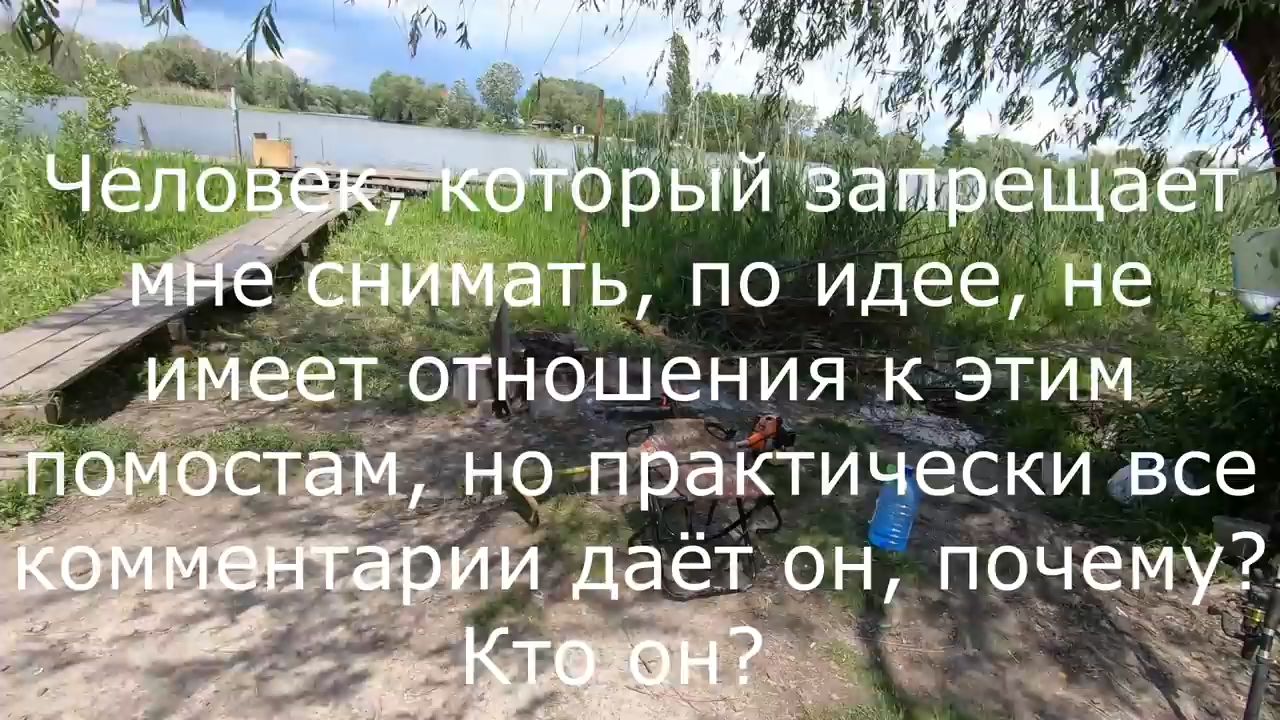 Человек, который запрещает
мне снимать, по идее, не
имеет отношения к этим
помостам, но практически все
комментарии даёт он, почему?
Кто он?